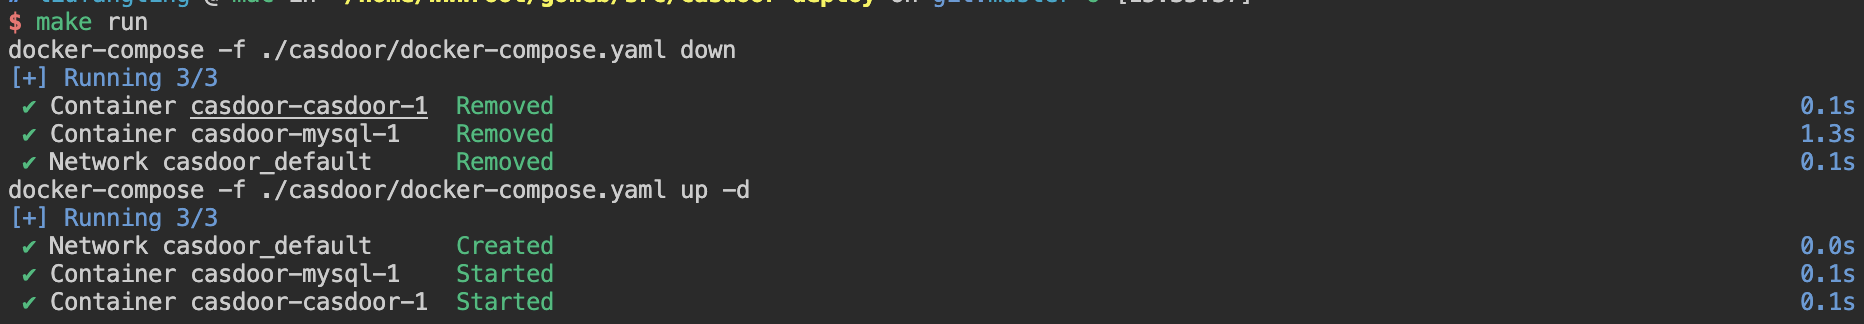 $ make run
docker-compose -f ./casdoor/docker-compose.yaml down
[+] Running 3/3
✔ Container casdoor-casdoor-1 Removed 0.1s
✔ Container casdoor-mysql-1 Removed 1.3s
✔ Network casdoor_default Removed 0.1s
docker-compose -f ./casdoor/docker-compose.yaml up -d
[+] Running 3/3
✔ Network casdoor_default Created 0.0s
✔ Container casdoor-mysql-1 Started 0.1s
✔ Container casdoor-casdoor-1 Started 0.1s